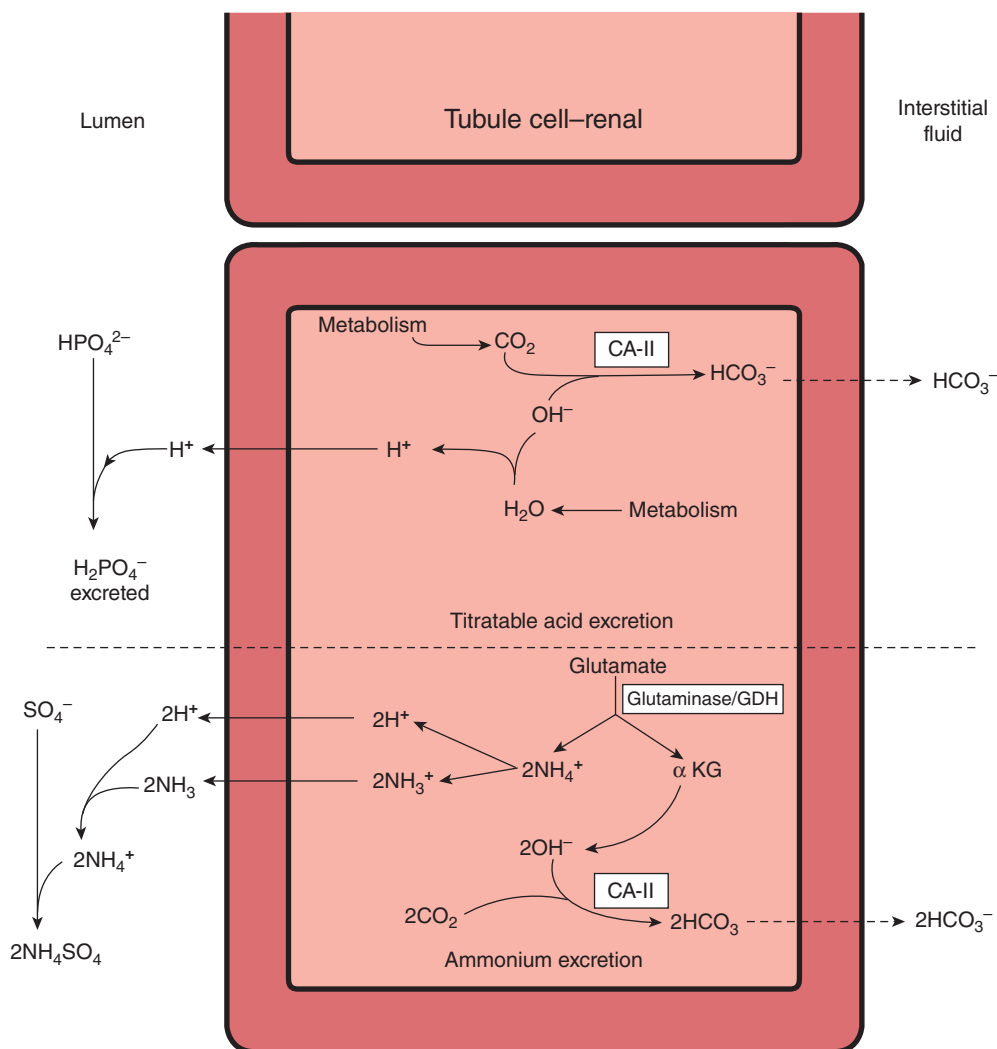 Lumen
Tubule cell–renal
Interstitial
fluid
Metabolism
CO₂
CA-II
HCO₃⁻
HCO₃⁻
HPO₄²⁻
OH⁻
H⁺
H⁺
H₂O
Metabolism
H₂PO₄⁻
excreted
Titratable acid excretion
Glutamate
Glutaminase/GDH
SO₄⁻
2H⁺
2H⁺
2NH₄⁺
α KG
2NH₃
2NH₃⁺
2NH₄⁺
2OH⁻
CA-II
2CO₂
2HCO₃
2HCO₃⁻
2NH₄SO₄
Ammonium excretion